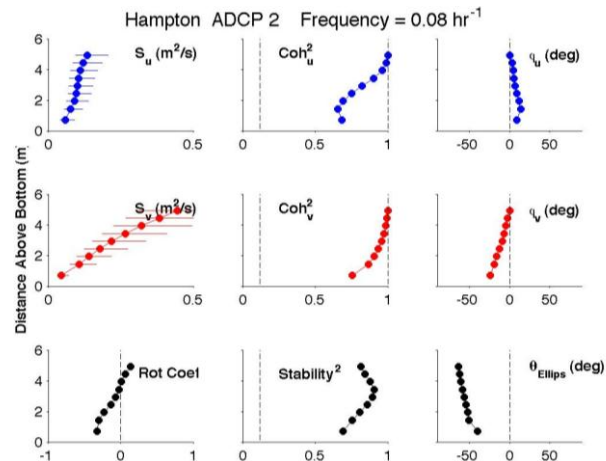 Hampton ADCP 2 Frequency = 0.08 hr⁻¹
S_u (m²/s) Coh²_u φ_u (deg)
6
4
2
0
0 0.5 0 0.5 1 -50 0 50
S_v (m²/s) Coh²_v φ_v (deg)
6
4
2
0
0 0.5 0 0.5 1 -50 0 50
Rot Coef Stability² θ_Ellips (deg)
6
4
2
0
-1 0 1 0 0.5 1 -50 0 50
Distance Above Bottom (m)